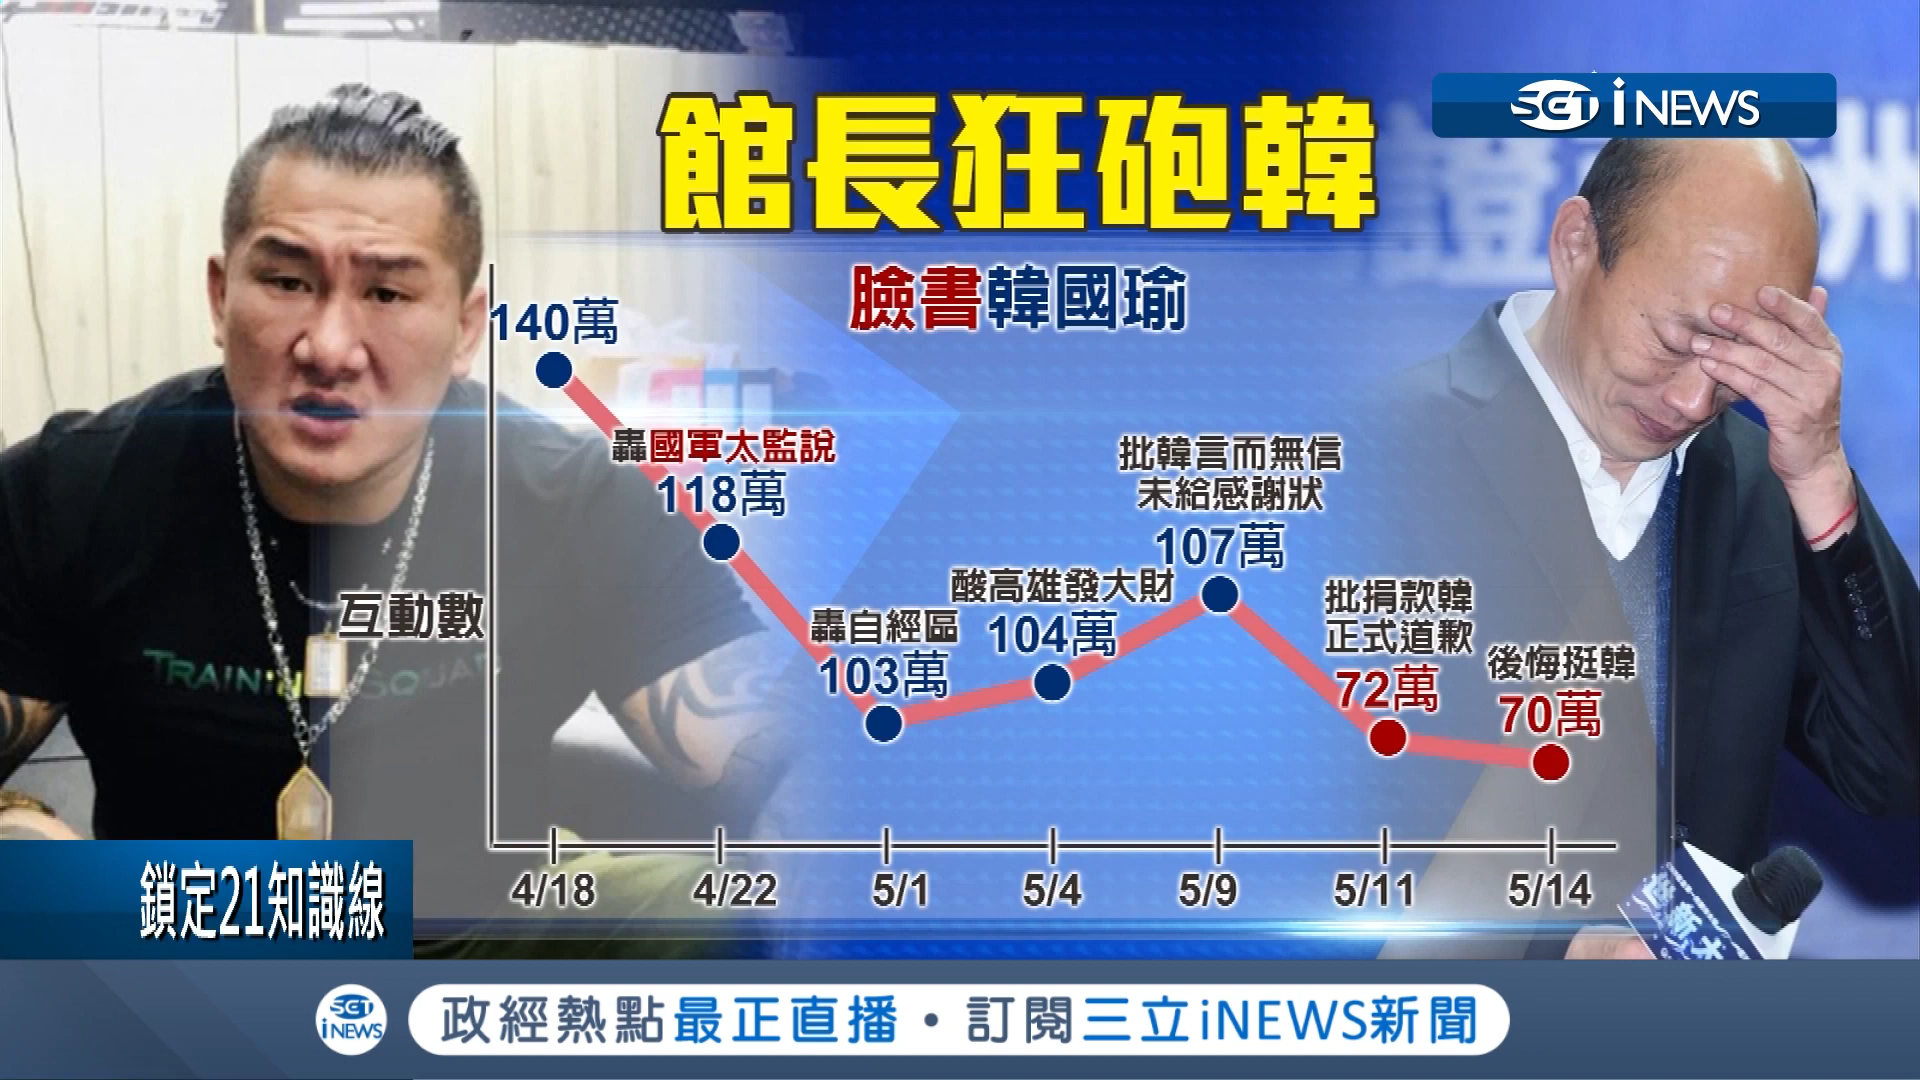 SET iNEWS
館長狂砲韓
臉書韓國瑜
140萬
轟國軍太監說
118萬
批韓言而無信
未給感謝狀
107萬
酸高雄發大財
104萬
轟自經區
103萬
批捐款韓
正式道歉
72萬
後悔挺韓
70萬
互動數
TRAINING SQUAD
4/18 4/22 5/1 5/4 5/9 5/11 5/14
鎖定21知識線
SET iNEWS
政經熱點最正直播・訂閱三立iNEWS新聞